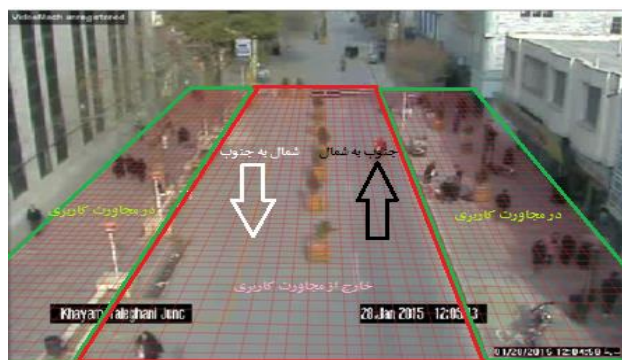 VideoMach unregistered
شمال به جنوب
جنوب به شمال
در مجاورت کاربری
در مجاورت کاربری
خارج از مجاورت کاربری
Khayam Taleghani Junc
28 Jan 2015 12:05:13
01/28/2015 12:04:50